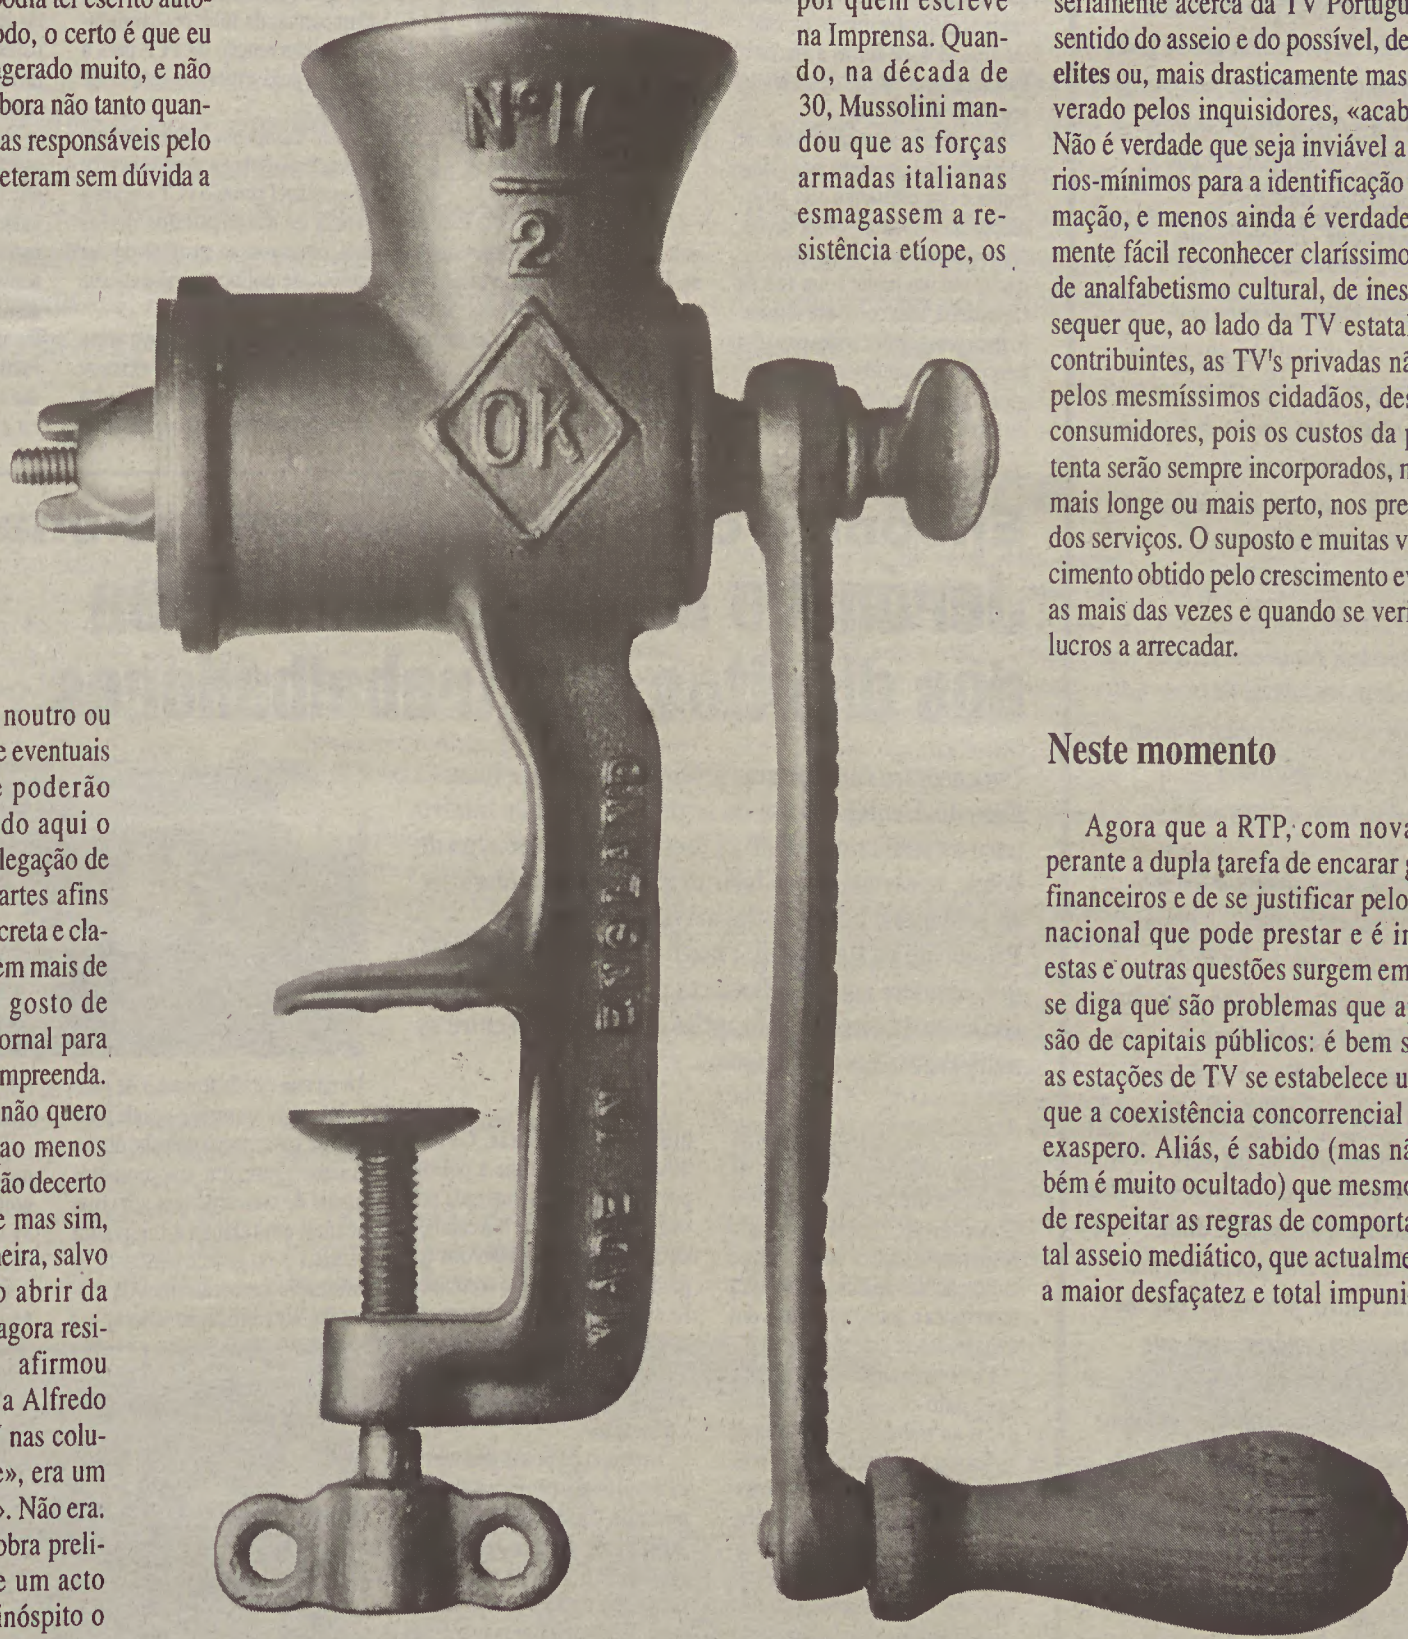 podia ter escrito auto-
odo, o certo é que eu
gerado muito, e não
bora não tanto quan-
as responsáveis pelo
eteram sem dúvida a
noutro ou
e eventuais
e poderão
do aqui o
legação de
artes afins
creta e cla-
em mais de
gosto de
ornal para
mpreenda.
não quero
ao menos
ão decerto
e mas sim,
eira, salvo
o abrir da
agora resi-
afirmou
a Alfredo
nas colu-
e», era um
». Não era.
obra preli-
e um acto
inóspito o
Nº 1
2
OK
MADE IN ENGLAND
por quem escreve
na Imprensa. Quan-
do, na década de
30, Mussolini man-
dou que as forças
armadas italianas
esmagassem a re-
sistência etíope, os
seriamente acerca da TV Portugu
sentido do asseio e do possível, de
elites ou, mais drasticamente mas
verado pelos inquisidores, «acab
Não é verdade que seja inviável a
rios-mínimos para a identificação
mação, e menos ainda é verdade
mente fácil reconhecer claríssimo
de analfabetismo cultural, de ines
sequer que, ao lado da TV estatal
contribuintes, as TV's privadas nã
pelos mesmíssimos cidadãos, des
consumidores, pois os custos da p
tenta serão sempre incorporados, n
mais longe ou mais perto, nos pre
dos serviços. O suposto e muitas v
cimento obtido pelo crescimento ev
as mais das vezes e quando se veri
lucros a arrecadar.
Neste momento
Agora que a RTP, com nova
perante a dupla tarefa de encarar g
financeiros e de se justificar pelo
nacional que pode prestar e é in
estas e outras questões surgem em
se diga que são problemas que a
são de capitais públicos: é bem s
as estações de TV se estabelece u
que a coexistência concorrencial
exaspero. Aliás, é sabido (mas nã
bém é muito ocultado) que mesmo
de respeitar as regras de comporta
tal asseio mediático, que actualme
a maior desfaçatez e total impuni